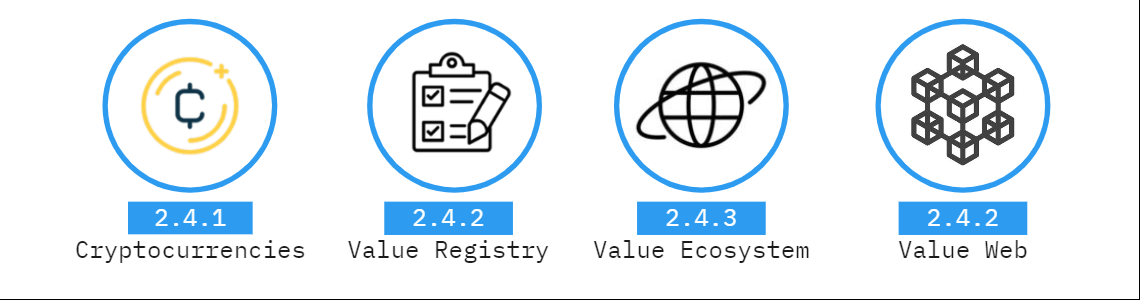 2.4.1 2.4.2 2.4.3 2.4.2
Cryptocurrencies Value Registry Value Ecosystem Value Web